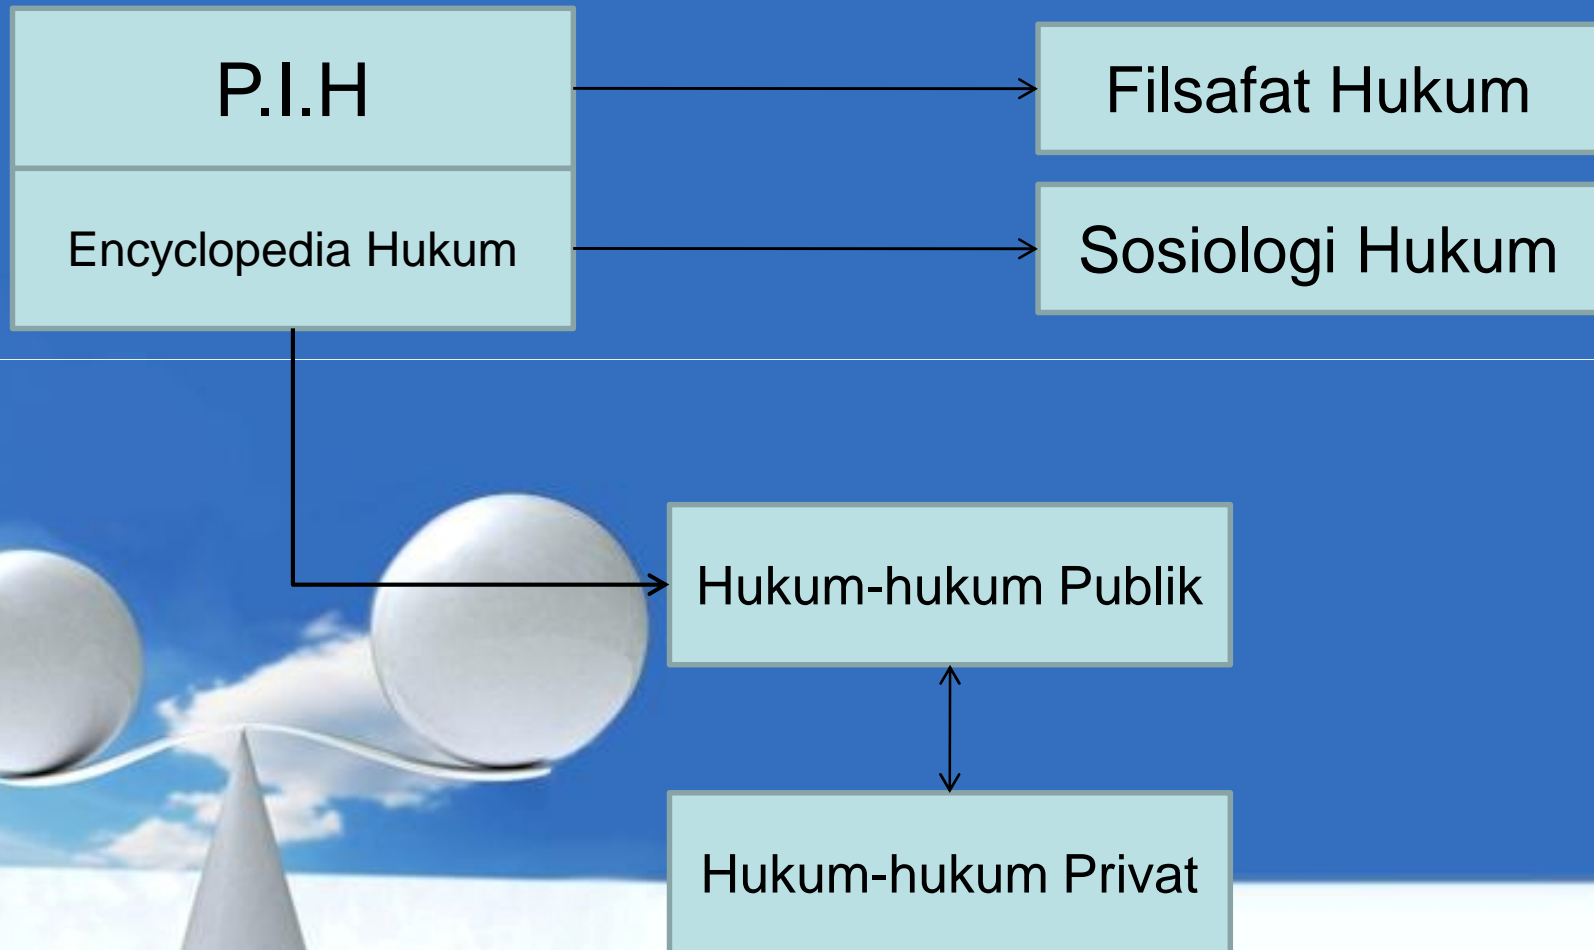 P.I.H
Filsafat Hukum
Encyclopedia Hukum
Sosiologi Hukum
Hukum-hukum Publik
Hukum-hukum Privat